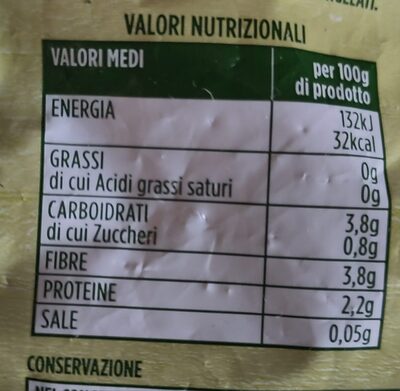 VALORI NUTRIZIONALI
VALORI MEDI per 100g
di prodotto
ENERGIA 132kJ
32kcal
GRASSI 0g
di cui Acidi grassi saturi 0g
CARBOIDRATI 3,8g
di cui Zuccheri 0,8g
FIBRE 3,8g
PROTEINE 2,2g
SALE 0,05g
CONSERVAZIONE